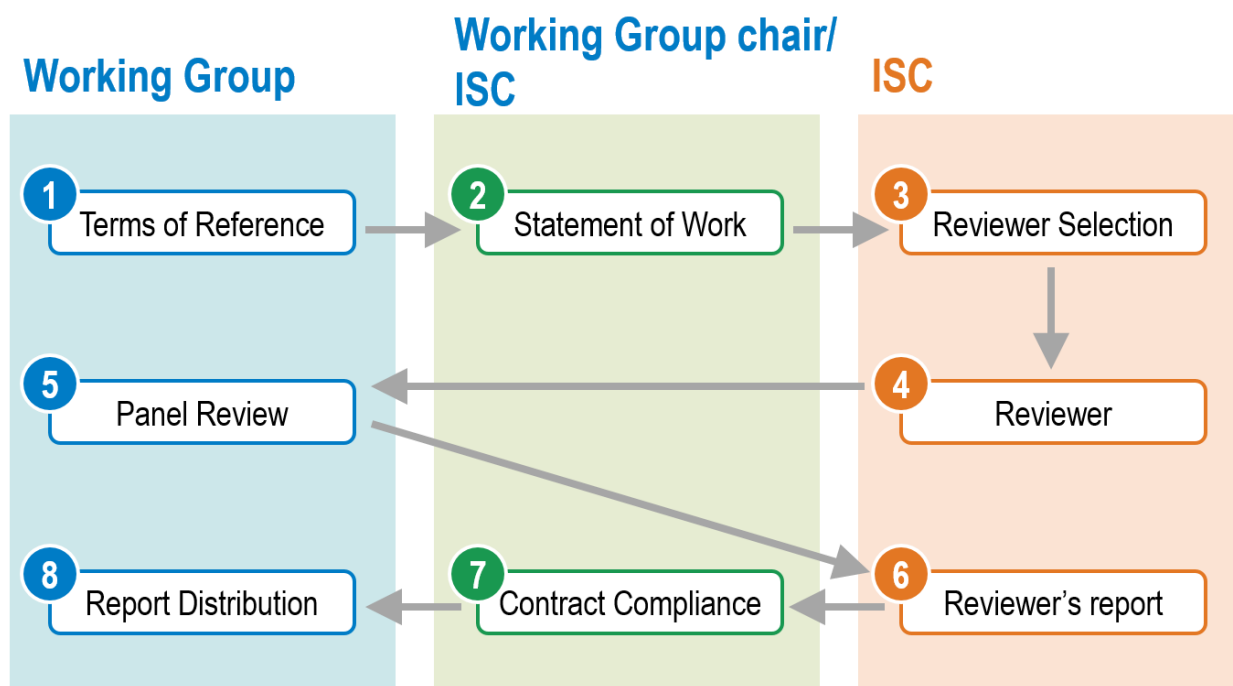 Working Group
Working Group chair/
ISC
ISC
1
Terms of Reference
2
Statement of Work
3
Reviewer Selection
4
Reviewer
5
Panel Review
6
Reviewer’s report
7
Contract Compliance
8
Report Distribution